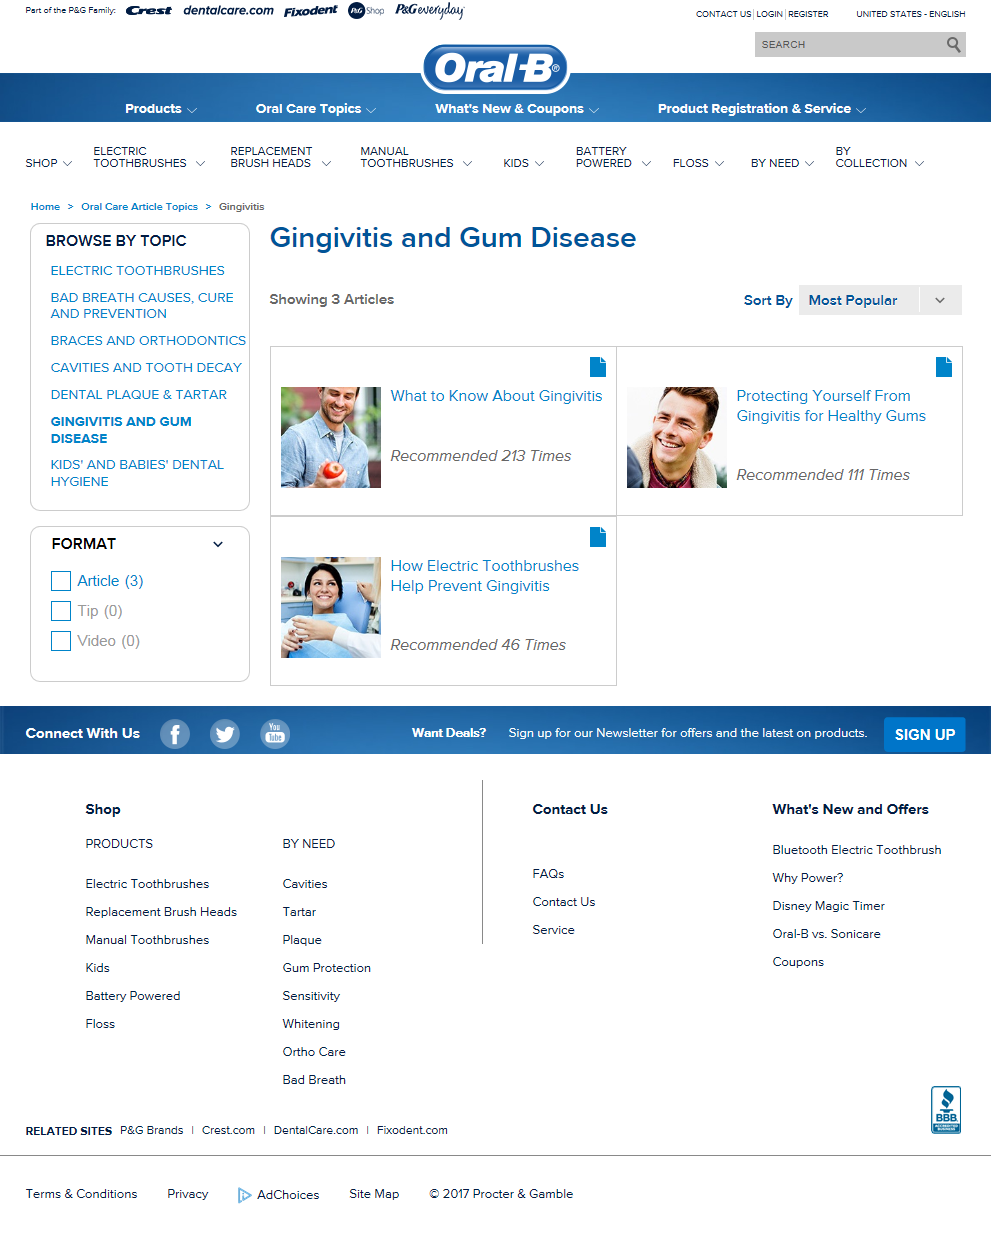 Part of the P&G Family: Crest dentalcare.com Fixodent P&G Shop P&G everyday
CONTACT US LOGIN REGISTER UNITED STATES - ENGLISH
SEARCH
Oral-B®
Products Oral Care Topics What's New & Coupons Product Registration & Service
SHOP
ELECTRIC
TOOTHBRUSHES
REPLACEMENT
BRUSH HEADS
MANUAL
TOOTHBRUSHES
KIDS
BATTERY
POWERED
FLOSS
BY NEED
BY
COLLECTION
Home > Oral Care Article Topics > Gingivitis
BROWSE BY TOPIC
ELECTRIC TOOTHBRUSHES
BAD BREATH CAUSES, CURE
AND PREVENTION
BRACES AND ORTHODONTICS
CAVITIES AND TOOTH DECAY
DENTAL PLAQUE & TARTAR
GINGIVITIS AND GUM
DISEASE
KIDS' AND BABIES' DENTAL
HYGIENE
FORMAT
Article (3)
Tip (0)
Video (0)
Gingivitis and Gum Disease
Showing 3 Articles
Sort By Most Popular
What to Know About Gingivitis
Recommended 213 Times
Protecting Yourself From
Gingivitis for Healthy Gums
Recommended 111 Times
How Electric Toothbrushes
Help Prevent Gingivitis
Recommended 46 Times
Connect With Us
You
Tube
Want Deals? Sign up for our Newsletter for offers and the latest on products. SIGN UP
Shop
PRODUCTS
Electric Toothbrushes
Replacement Brush Heads
Manual Toothbrushes
Kids
Battery Powered
Floss
BY NEED
Cavities
Tartar
Plaque
Gum Protection
Sensitivity
Whitening
Ortho Care
Bad Breath
Contact Us
FAQs
Contact Us
Service
What's New and Offers
Bluetooth Electric Toothbrush
Why Power?
Disney Magic Timer
Oral-B vs. Sonicare
Coupons
BBB
ACCREDITED
BUSINESS
RELATED SITES P&G Brands | Crest.com | DentalCare.com | Fixodent.com
Terms & Conditions Privacy AdChoices Site Map © 2017 Procter & Gamble